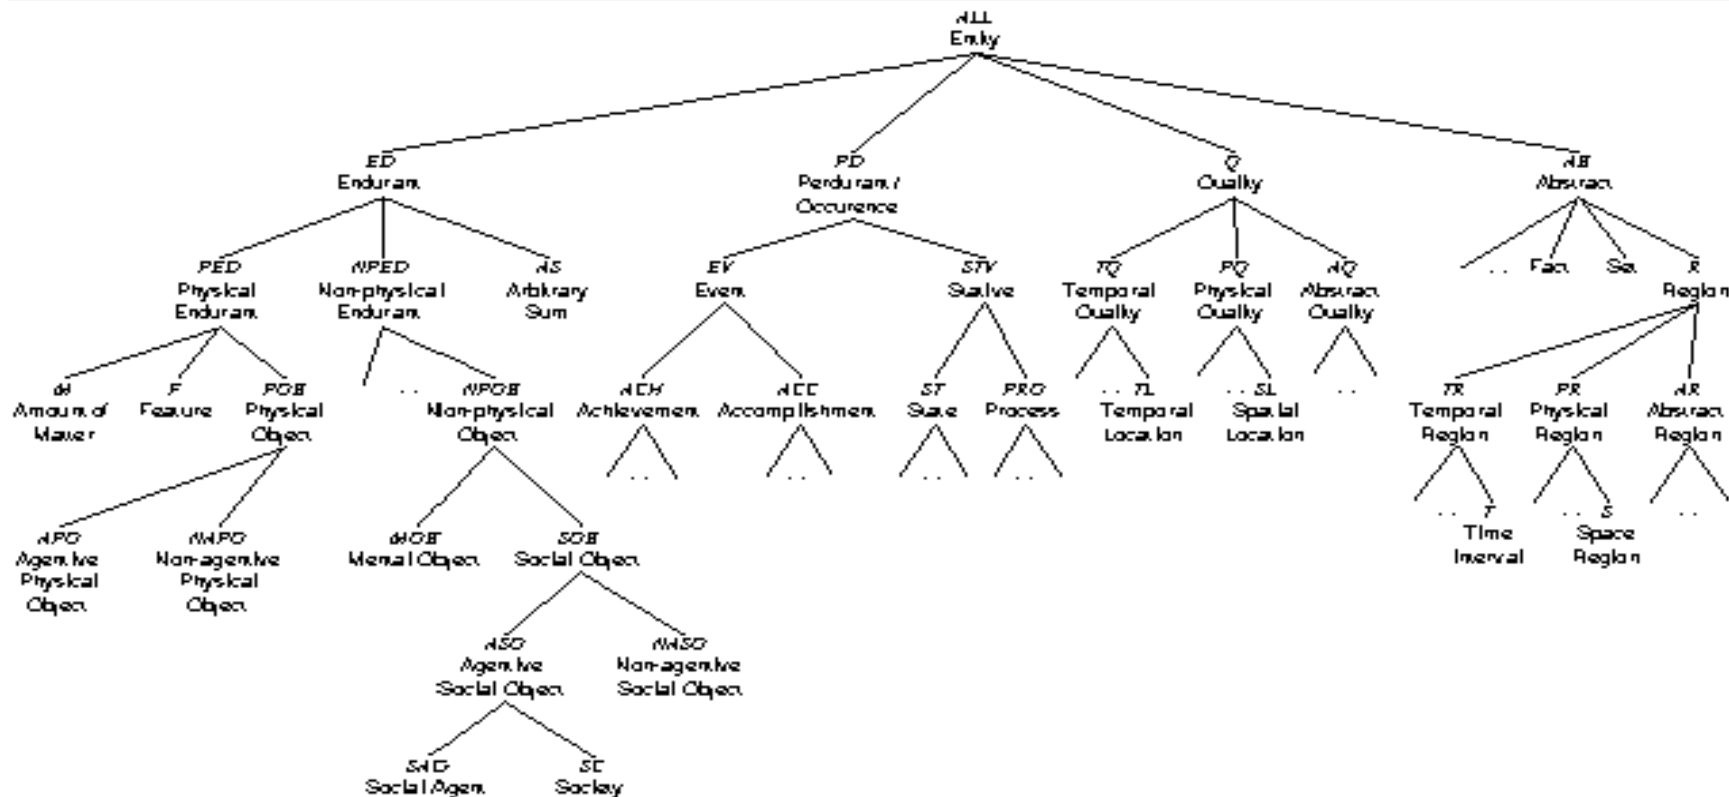 ALL
Entity
ED PD Q AB
Endurant Perdurant/ Quality Abstract
Occurence
PED NPED AS EV STV TQ PQ AQ .. Fact Set R
Physical Non-physical Arbitrary Event Stative Temporal Physical Abstract Region
Endurant Endurant Sum Quality Quality Quality
M F POB .. NPOB ACH ACC ST PRO .. TL .. SL .. TR PR AR
Amount of Feature Physical Non-physical Achievement Accomplishment State Process Temporal Spatial Temporal Physical Abstract
Matter Object Object Location Location Region Region Region
.. .. .. .. .. T .. S ..
APO NAPO MOB SOB Time Space
Agentive Non-agentive Mental Object Social Object Interval Region
Physical Physical
Object Object
ASO NASO
Agentive Non-agentive
Social Object Social Object
SAG SC
Social Agent Society